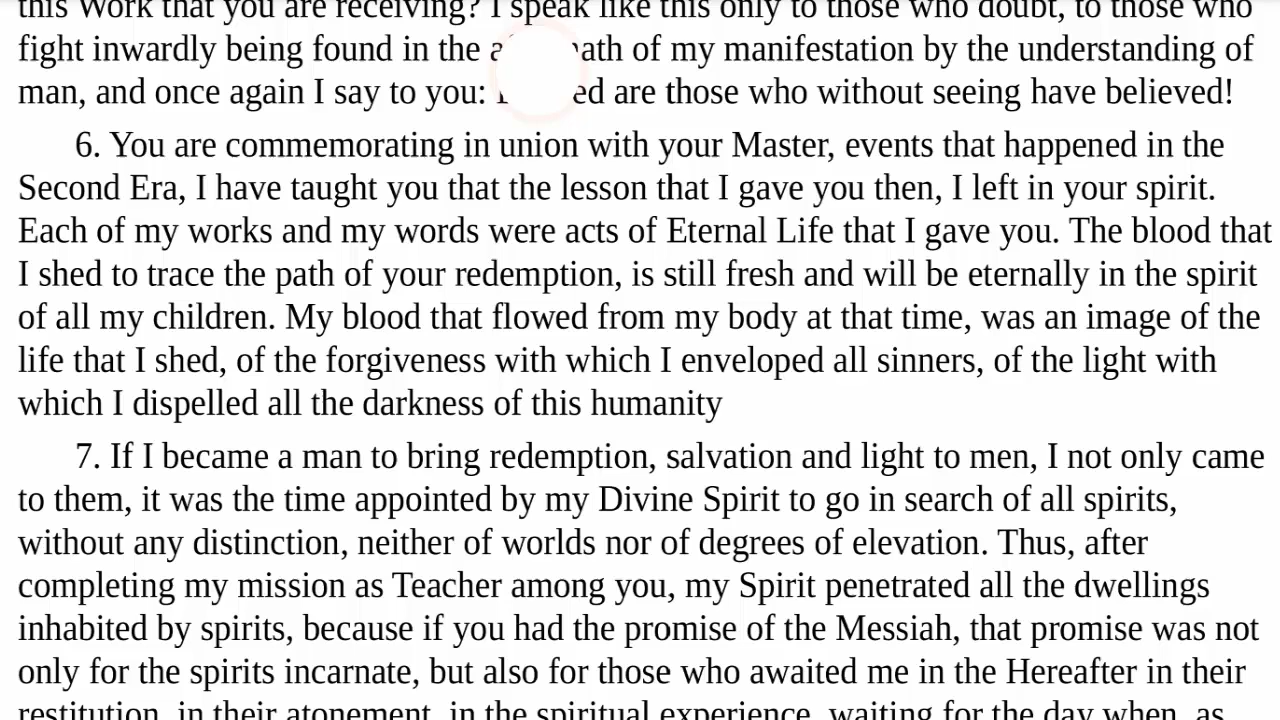 this Work that you are receiving? I speak like this only to those who doubt, to those who
fight inwardly being found in the of my manifestation by the understanding of
man, and once again I say to you: are those who without seeing have believed!
6. You are commemorating in union with your Master, events that happened in the
Second Era, I have taught you that the lesson that I gave you then, I left in your spirit.
Each of my works and my words were acts of Eternal Life that I gave you. The blood that
I shed to trace the path of your redemption, is still fresh and will be eternally in the spirit
of all my children. My blood that flowed from my body at that time, was an image of the
life that I shed, of the forgiveness with which I enveloped all sinners, of the light with
which I dispelled all the darkness of this humanity
7. If I became a man to bring redemption, salvation and light to men, I not only came
to them, it was the time appointed by my Divine Spirit to go in search of all spirits,
without any distinction, neither of worlds nor of degrees of elevation. Thus, after
completing my mission as Teacher among you, my Spirit penetrated all the dwellings
inhabited by spirits, because if you had the promise of the Messiah, that promise was not
only for the spirits incarnate, but also for those who awaited me in the Hereafter in their
restitution, in their atonement, in the spiritual experience, waiting for the day when, as